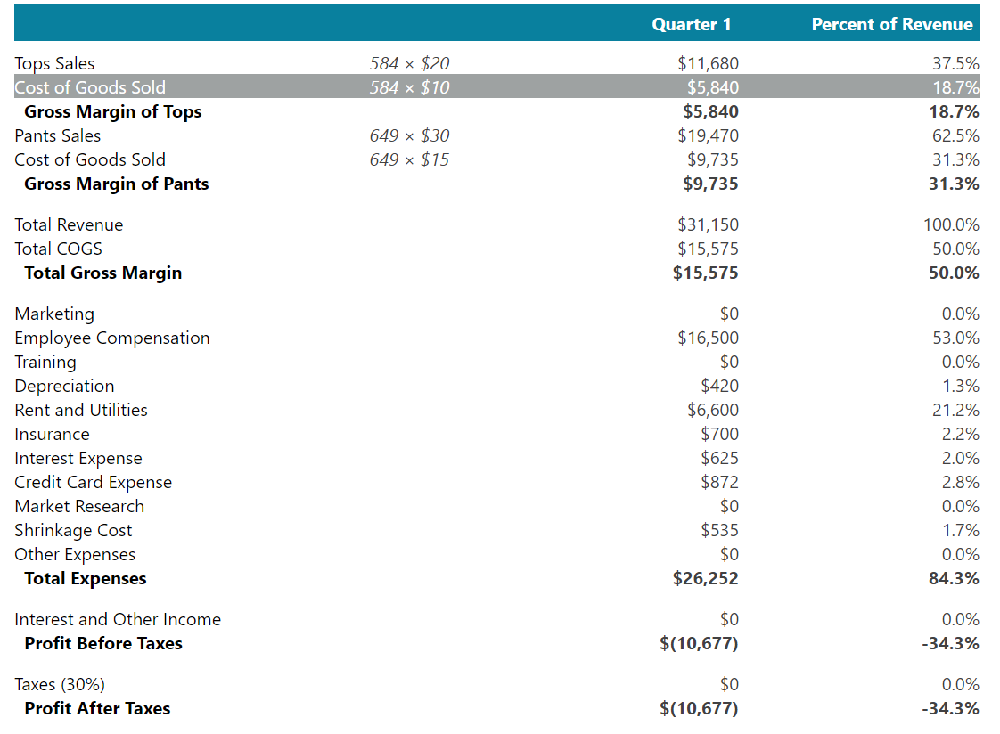 Quarter 1 Percent of Revenue
Tops Sales 584 × $20 $11,680 37.5%
Cost of Goods Sold 584 × $10 $5,840 18.7%
Gross Margin of Tops $5,840 18.7%
Pants Sales 649 × $30 $19,470 62.5%
Cost of Goods Sold 649 × $15 $9,735 31.3%
Gross Margin of Pants $9,735 31.3%
Total Revenue $31,150 100.0%
Total COGS $15,575 50.0%
Total Gross Margin $15,575 50.0%
Marketing $0 0.0%
Employee Compensation $16,500 53.0%
Training $0 0.0%
Depreciation $420 1.3%
Rent and Utilities $6,600 21.2%
Insurance $700 2.2%
Interest Expense $625 2.0%
Credit Card Expense $872 2.8%
Market Research $0 0.0%
Shrinkage Cost $535 1.7%
Other Expenses $0 0.0%
Total Expenses $26,252 84.3%
Interest and Other Income $0 0.0%
Profit Before Taxes $(10,677) -34.3%
Taxes (30%) $0 0.0%
Profit After Taxes $(10,677) -34.3%